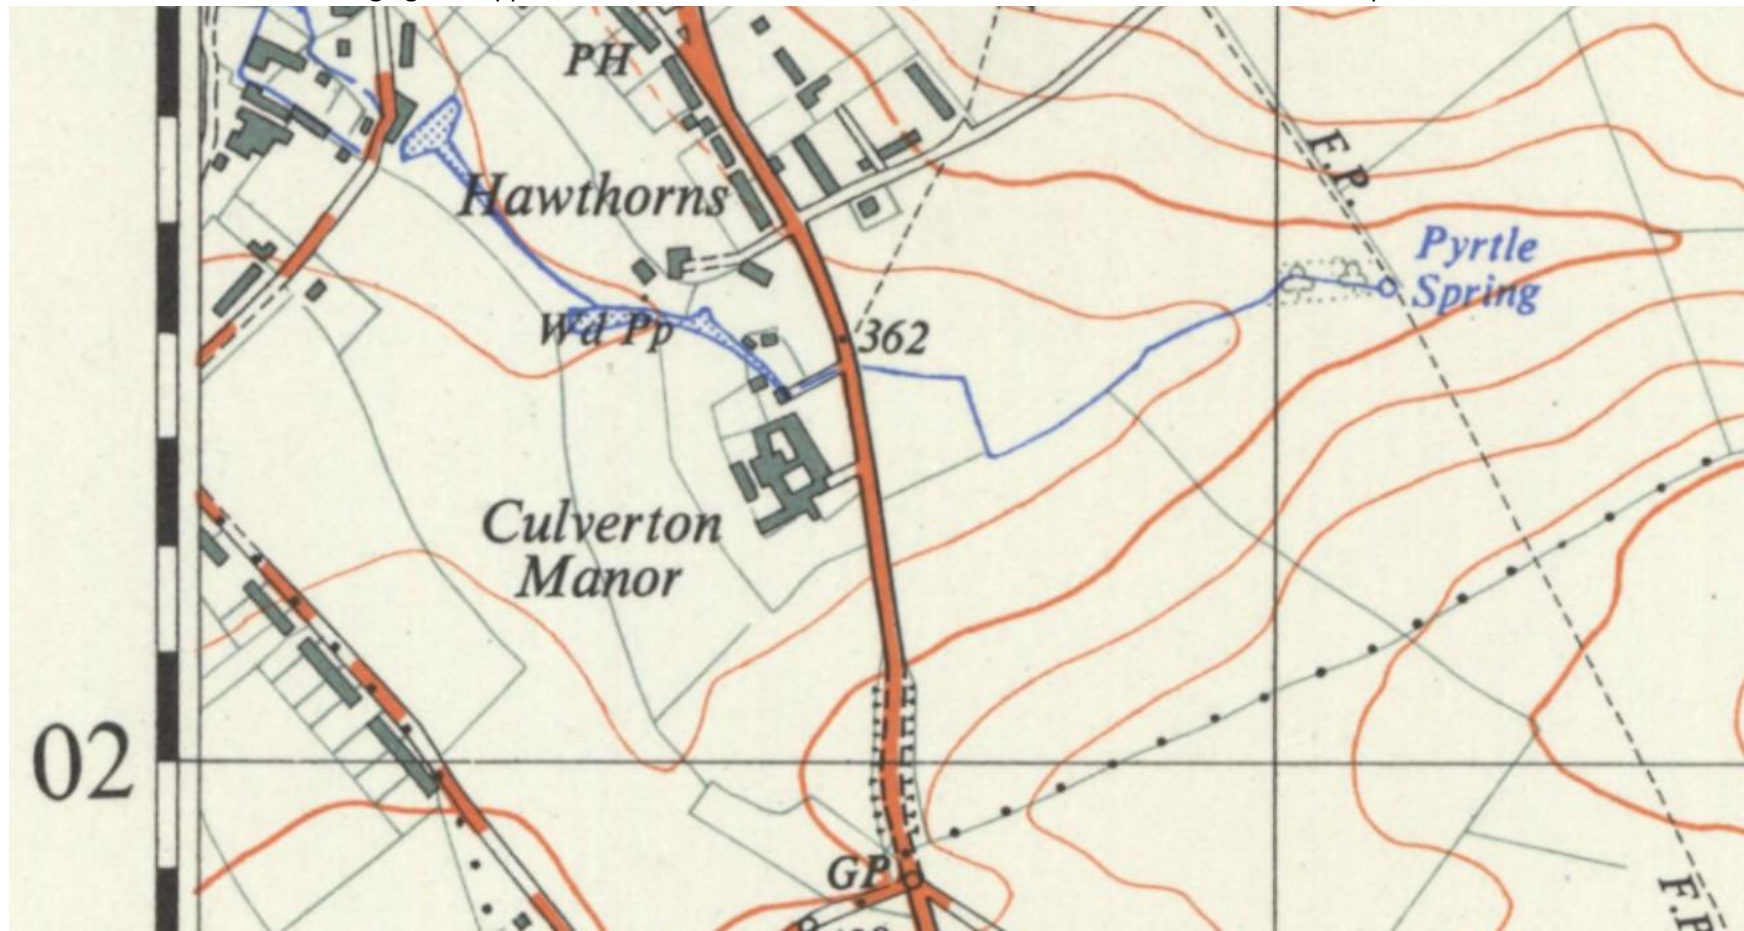 PH
F.P.
Hawthorns
Pyrtle
Spring
Wd Pp
362
Culverton
Manor
02
GP
F.P